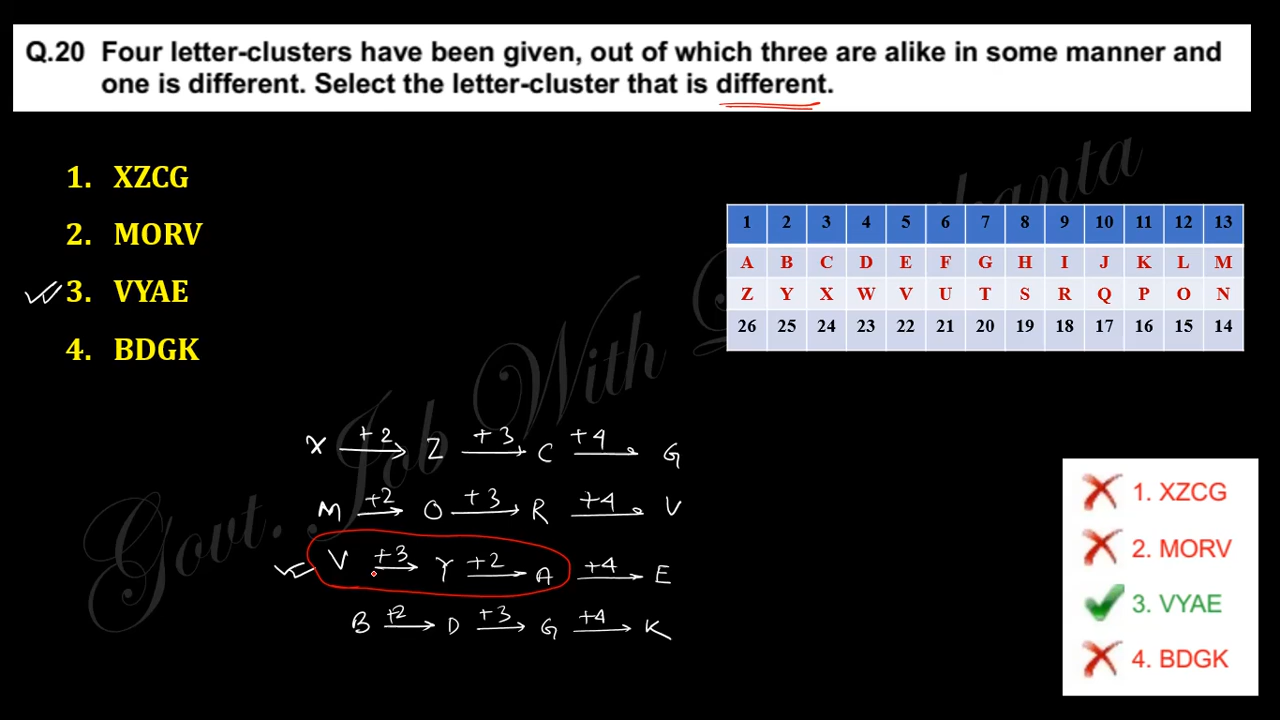 Q.20 Four letter-clusters have been given, out of which three are alike in some manner and
one is different. Select the letter-cluster that is different.
1. XZCG
2. MORV
3. VYAE
4. BDGK
1 2 3 4 5 6 7 8 9 10 11 12 13
A B C D E F G H I J K L M
Z Y X W V U T S R Q P O N
26 25 24 23 22 21 20 19 18 17 16 15 14
X +2 Z +3 C +4 G
M +2 O +3 R +4 V
V +3 Y +2 A +4 E
B +2 D +3 G +4 K
1. XZCG
2. MORV
3. VYAE
4. BDGK
Govt. Job With